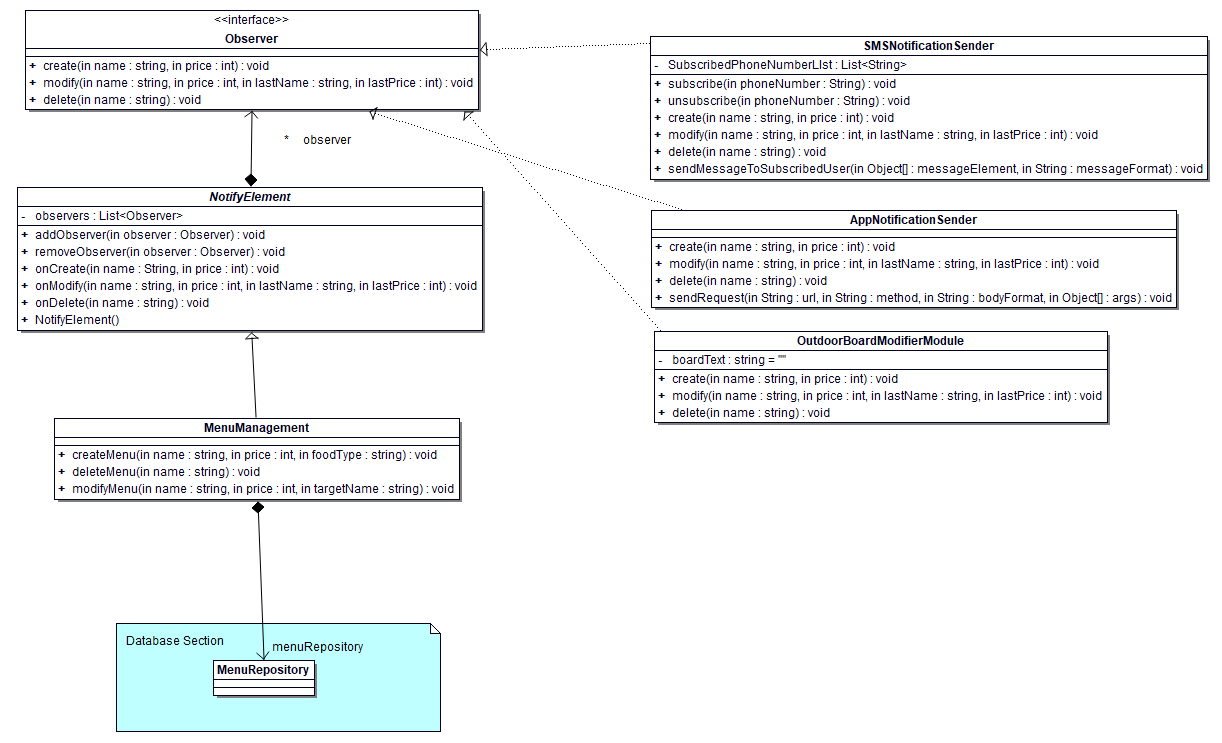 <<interface>>
Observer
+ create(in name : string, in price : int) : void
+ modify(in name : string, in price : int, in lastName : string, in lastPrice : int) : void
+ delete(in name : string) : void
* observer
NotifyElement
- observers : List<Observer>
+ addObserver(in observer : Observer) : void
+ removeObserver(in observer : Observer) : void
+ onCreate(in name : String, in price : int) : void
+ onModify(in name : string, in price : int, in lastName : string, in lastPrice : int) : void
+ onDelete(in name : string) : void
+ NotifyElement()
MenuManagement
+ createMenu(in name : string, in price : int, in foodType : string) : void
+ deleteMenu(in name : string) : void
+ modifyMenu(in name : string, in price : int, in targetName : string) : void
Database Section
menuRepository
MenuRepository
SMSNotificationSender
- SubscribedPhoneNumberLIst : List<String>
+ subscribe(in phoneNumber : String) : void
+ unsubscribe(in phoneNumber : String) : void
+ create(in name : string, in price : int) : void
+ modify(in name : string, in price : int, in lastName : string, in lastPrice : int) : void
+ delete(in name : string) : void
+ sendMessageToSubscribedUser(in Object[] : messageElement, in String : messageFormat) : void
AppNotificationSender
+ create(in name : string, in price : int) : void
+ modify(in name : string, in price : int, in lastName : string, in lastPrice : int) : void
+ delete(in name : string) : void
+ sendRequest(in String : url, in String : method, in String : bodyFormat, in Object[] : args) : void
OutdoorBoardModifierModule
- boardText : string = ""
+ create(in name : string, in price : int) : void
+ modify(in name : string, in price : int, in lastName : string, in lastPrice : int) : void
+ delete(in name : string) : void